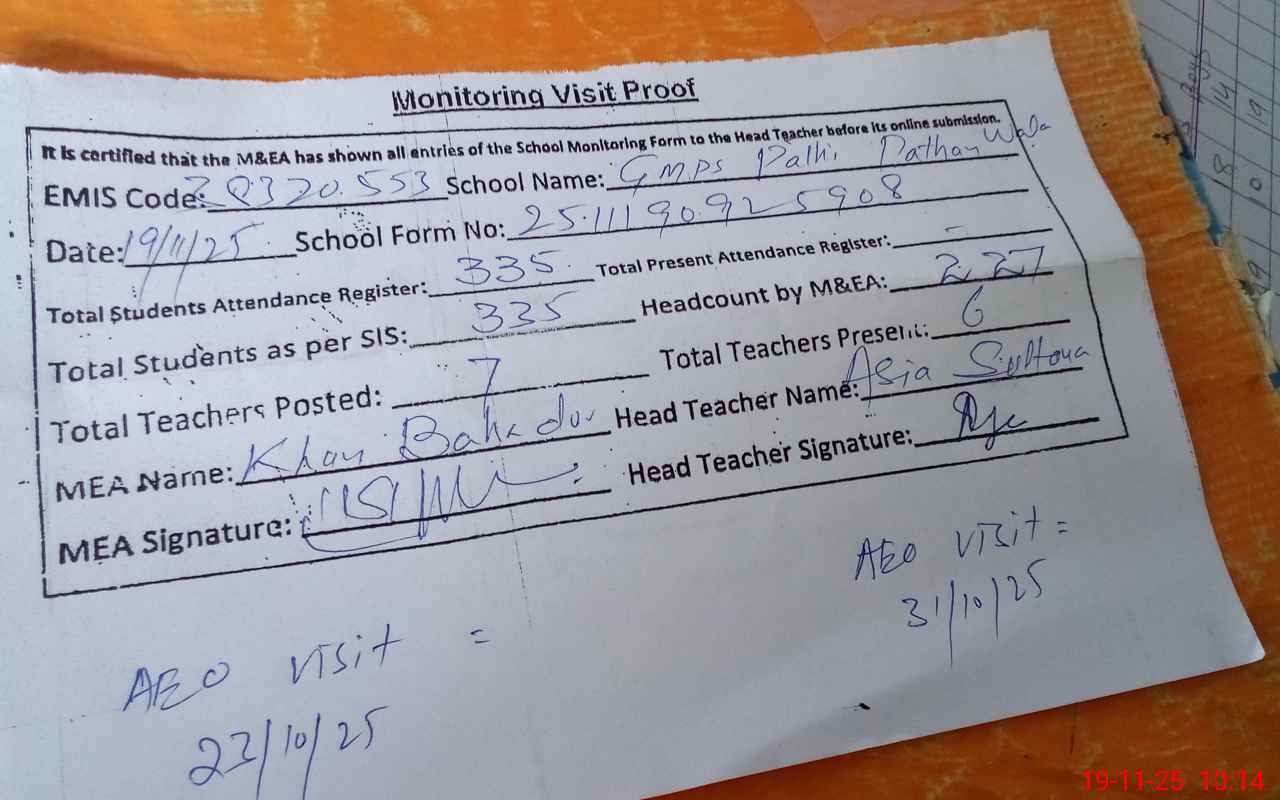 Monitoring Visit Proof
It is certified that the M&EA has shown all entries of the School Monitoring Form to the Head Teacher before its online submission.
EMIS Code: 38320553 School Name: GMPS Palhi Pathan Wala
Date: 19/11/25 School Form No: 2511190925908
Total Students Attendance Register: 335 Total Present Attendance Register: -
Total Students as per SIS: 335 Headcount by M&EA: 227
Total Teachers Posted: 7 Total Teachers Present: 6
MEA Name: Khan Bahadur Head Teacher Name: Asia Sultana
MEA Signature: Head Teacher Signature:
AEO visit =
31/10/25
AEO visit =
23/10/25
19-11-25 10:14